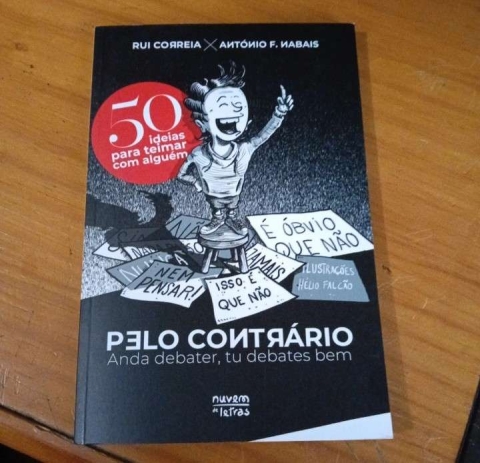 RUI CORREIA X ANTÓNIO F. NABAIS
50
ideias
para teimar
com alguém
É ÓBVIO
QUE NÃO
NEM
PENSAR!
ISSO É
QUE NÃO
JAMAIS
ILUSTRAÇÕES
HÉLIO FALCÃO
PELO CONTRÁRIO
Anda debater, tu debates bem
nuvem
de letras